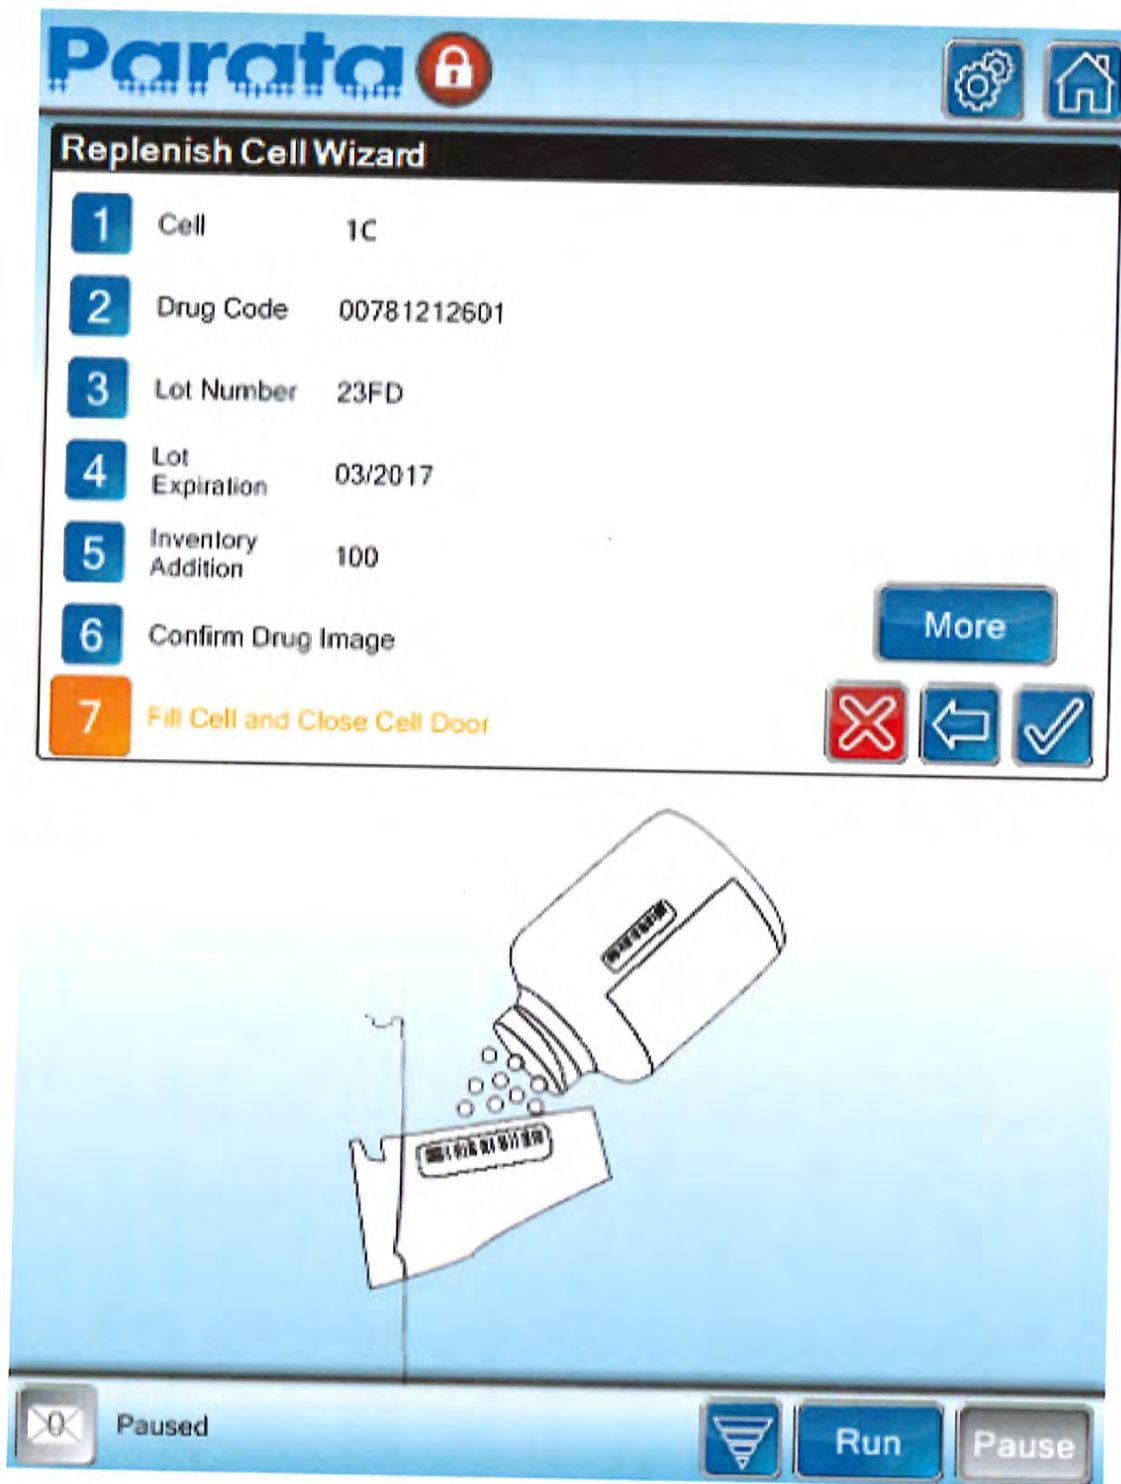 Parata
Replenish Cell Wizard
1 Cell 1C
2 Drug Code 00781212601
3 Lot Number 23FD
4 Lot
Expiration 03/2017
5 Inventory
Addition 100
6 Confirm Drug Image
More
7 Fill Cell and Close Cell Door
0 Paused Run Pause